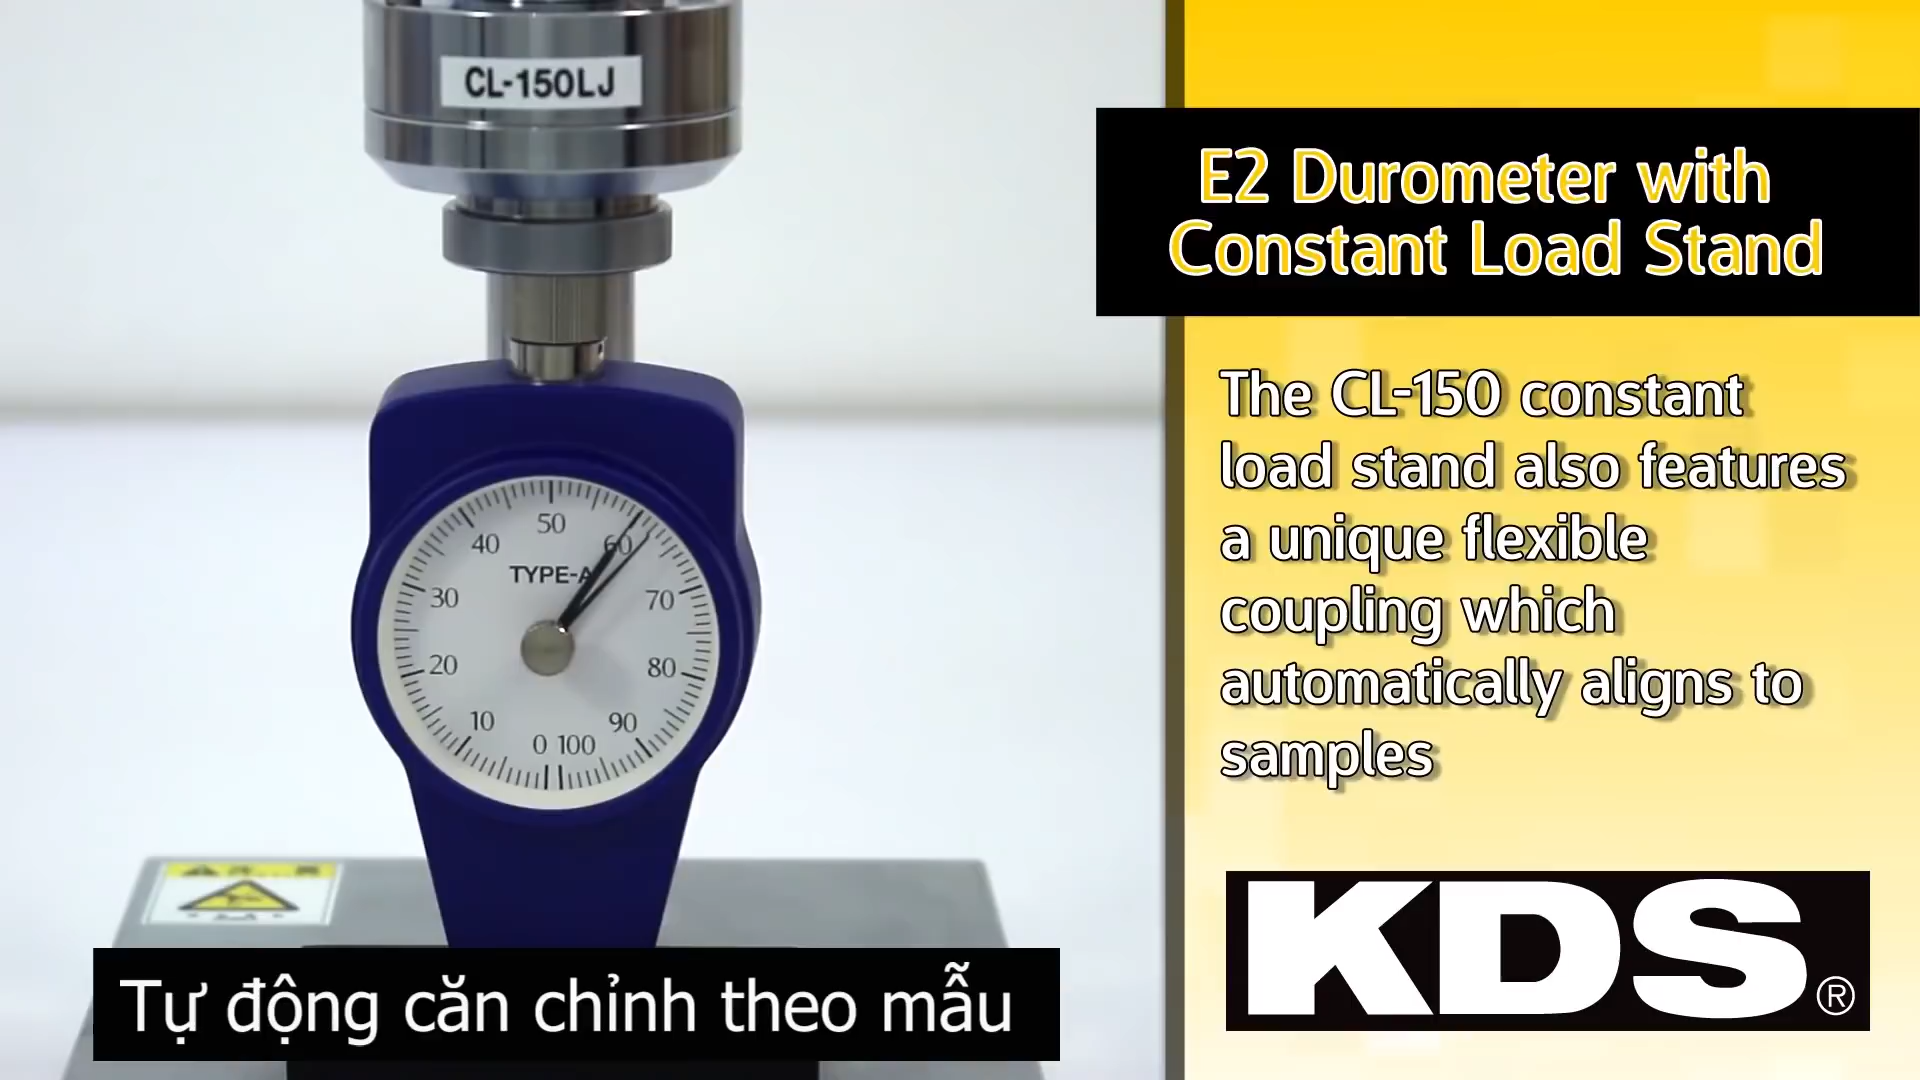 CL-150LJ
50
40
60
TYPE-A
30
70
20
80
10
90
0 100
Tự động căn chỉnh theo mẫu
E2 Durometer with
Constant Load Stand
The CL-150 constant
load stand also features
a unique flexible
coupling which
automatically aligns to
samples
KDS®